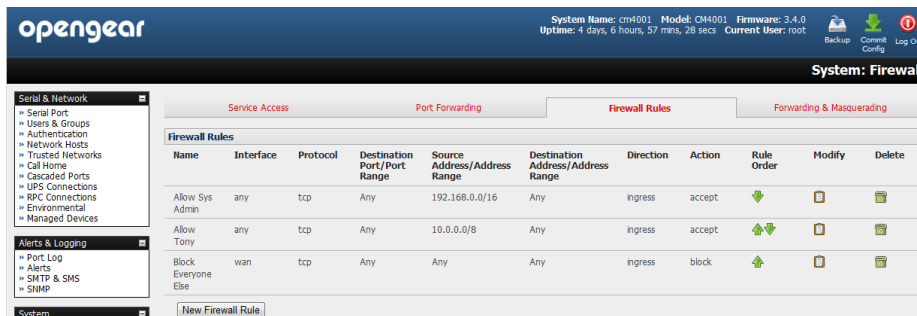 opengear
System Name: cm4001 Model: CM4001 Firmware: 3.4.0
Uptime: 4 days, 6 hours, 57 mins, 28 secs Current User: root
Backup
Commit Config
Log O
System: Firewal
Serial & Network
» Serial Port
» Users & Groups
» Authentication
» Network Hosts
» Trusted Networks
» Call Home
» Cascaded Ports
» UPS Connections
» RPC Connections
» Environmental
» Managed Devices
Alerts & Logging
» Port Log
» Alerts
» SMTP & SMS
» SNMP
System
Service Access Port Forwarding Firewall Rules Forwarding & Masquerading
Firewall Rules
Name Interface Protocol Destination Port/Port Range Source Address/Address Range Destination Address/Address Range Direction Action Rule Order Modify Delete
Allow Sys Admin any tcp Any 192.168.0.0/16 Any ingress accept
Allow Tony any tcp Any 10.0.0.0/8 Any ingress accept
Block Everyone Else wan tcp Any Any Any ingress block
New Firewall Rule